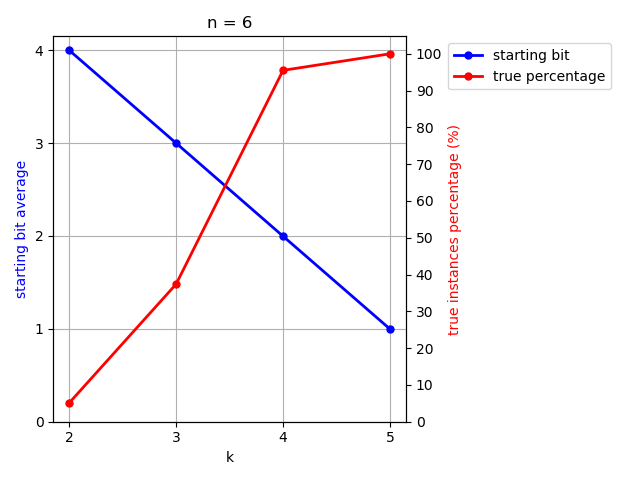 n = 6
starting bit
true percentage
starting bit average
4
3
2
1
0
100
90
80
70
60
50
40
30
20
10
0
true instances percentage (%)
2 3 4 5
k